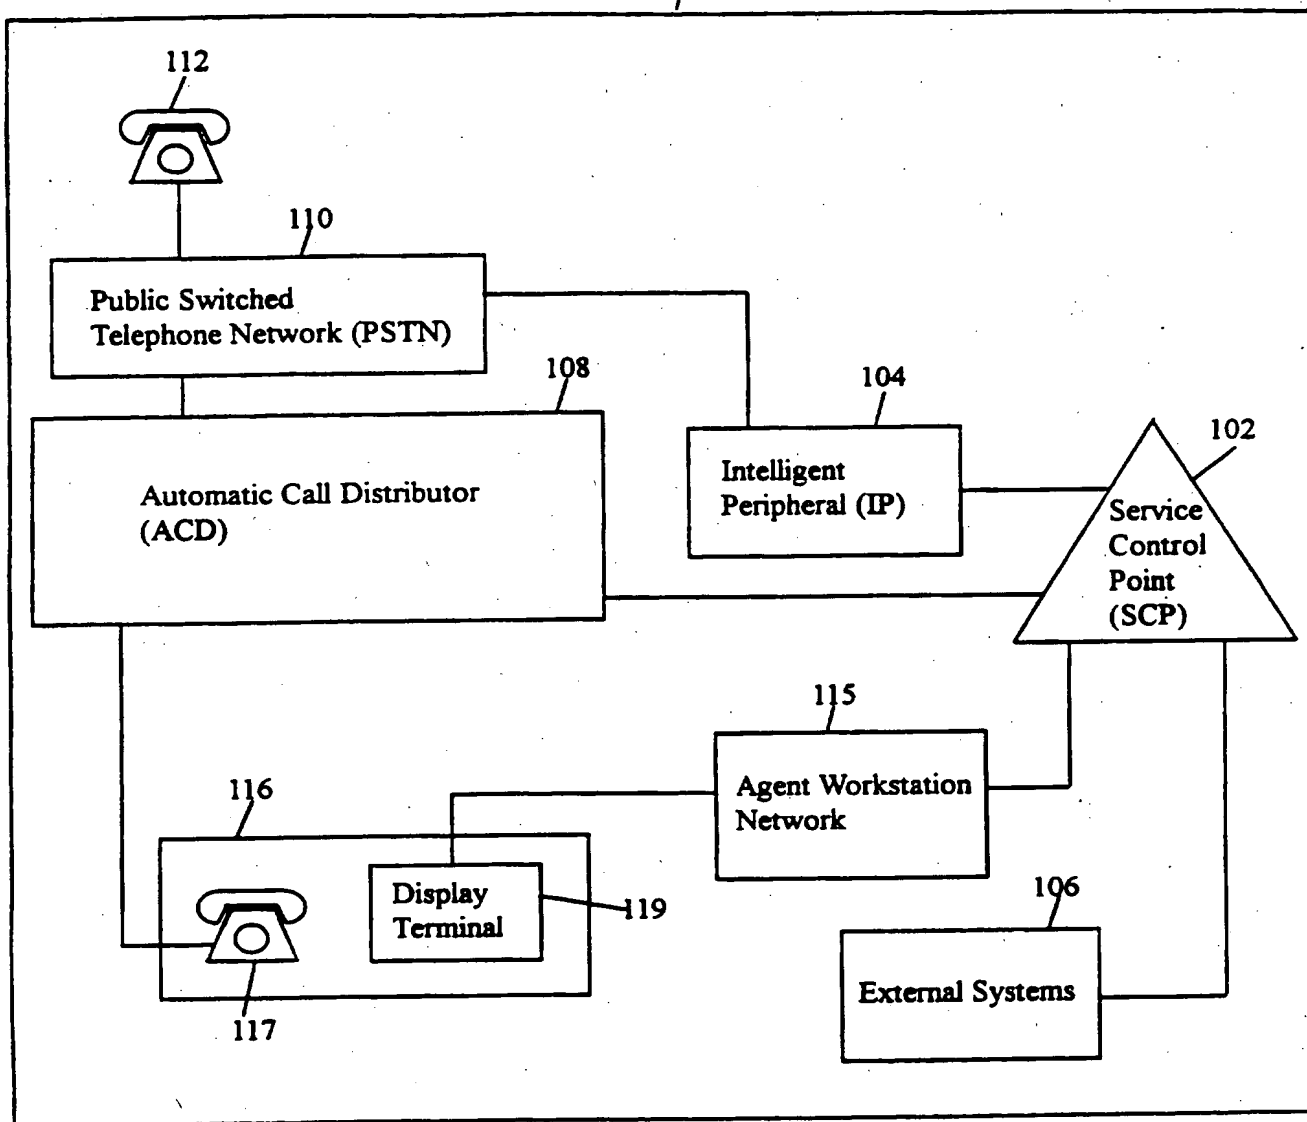 112
110
Public Switched
Telephone Network (PSTN)
108
104
102
Automatic Call Distributor
(ACD)
Intelligent
Peripheral (IP)
Service
Control
Point
(SCP)
115
116
Agent Workstation
Network
Display
Terminal
119
106
External Systems
117